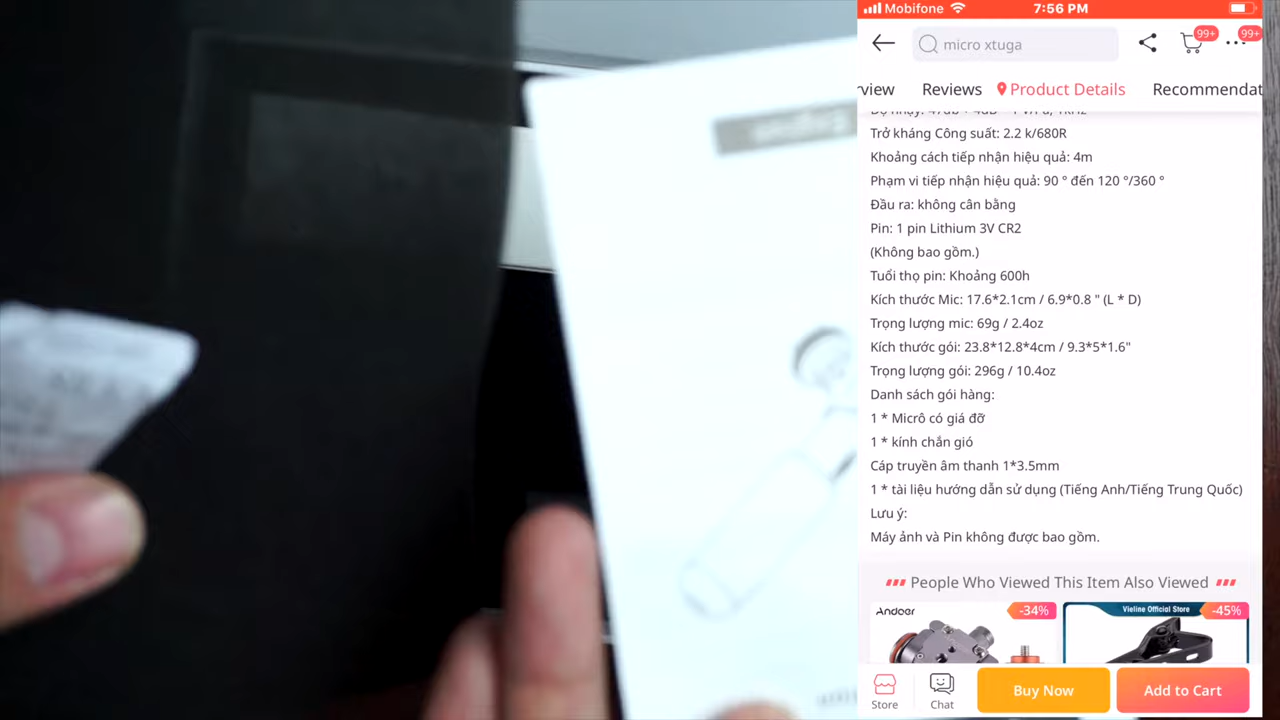 Mobifone
7:56 PM
micro xtuga
99+
99+
rview
Reviews
Product Details
Recommendat
Trở kháng Công suất: 2.2 k/680R
Khoảng cách tiếp nhận hiệu quả: 4m
Phạm vi tiếp nhận hiệu quả: 90 ° đến 120 °/360 °
Đầu ra: không cân bằng
Pin: 1 pin Lithium 3V CR2
(Không bao gồm.)
Tuổi thọ pin: Khoảng 600h
Kích thước Mic: 17.6*2.1cm / 6.9*0.8 " (L * D)
Trọng lượng mic: 69g / 2.4oz
Kích thước gói: 23.8*12.8*4cm / 9.3*5*1.6"
Trọng lượng gói: 296g / 10.4oz
Danh sách gói hàng:
1 * Micrô có giá đỡ
1 * kính chắn gió
Cáp truyền âm thanh 1*3.5mm
1 * tài liệu hướng dẫn sử dụng (Tiếng Anh/Tiếng Trung Quốc)
Lưu ý:
Máy ảnh và Pin không được bao gồm.
People Who Viewed This Item Also Viewed
Andoer
-34%
Vieline Official Store
-45%
Store
Chat
Buy Now
Add to Cart